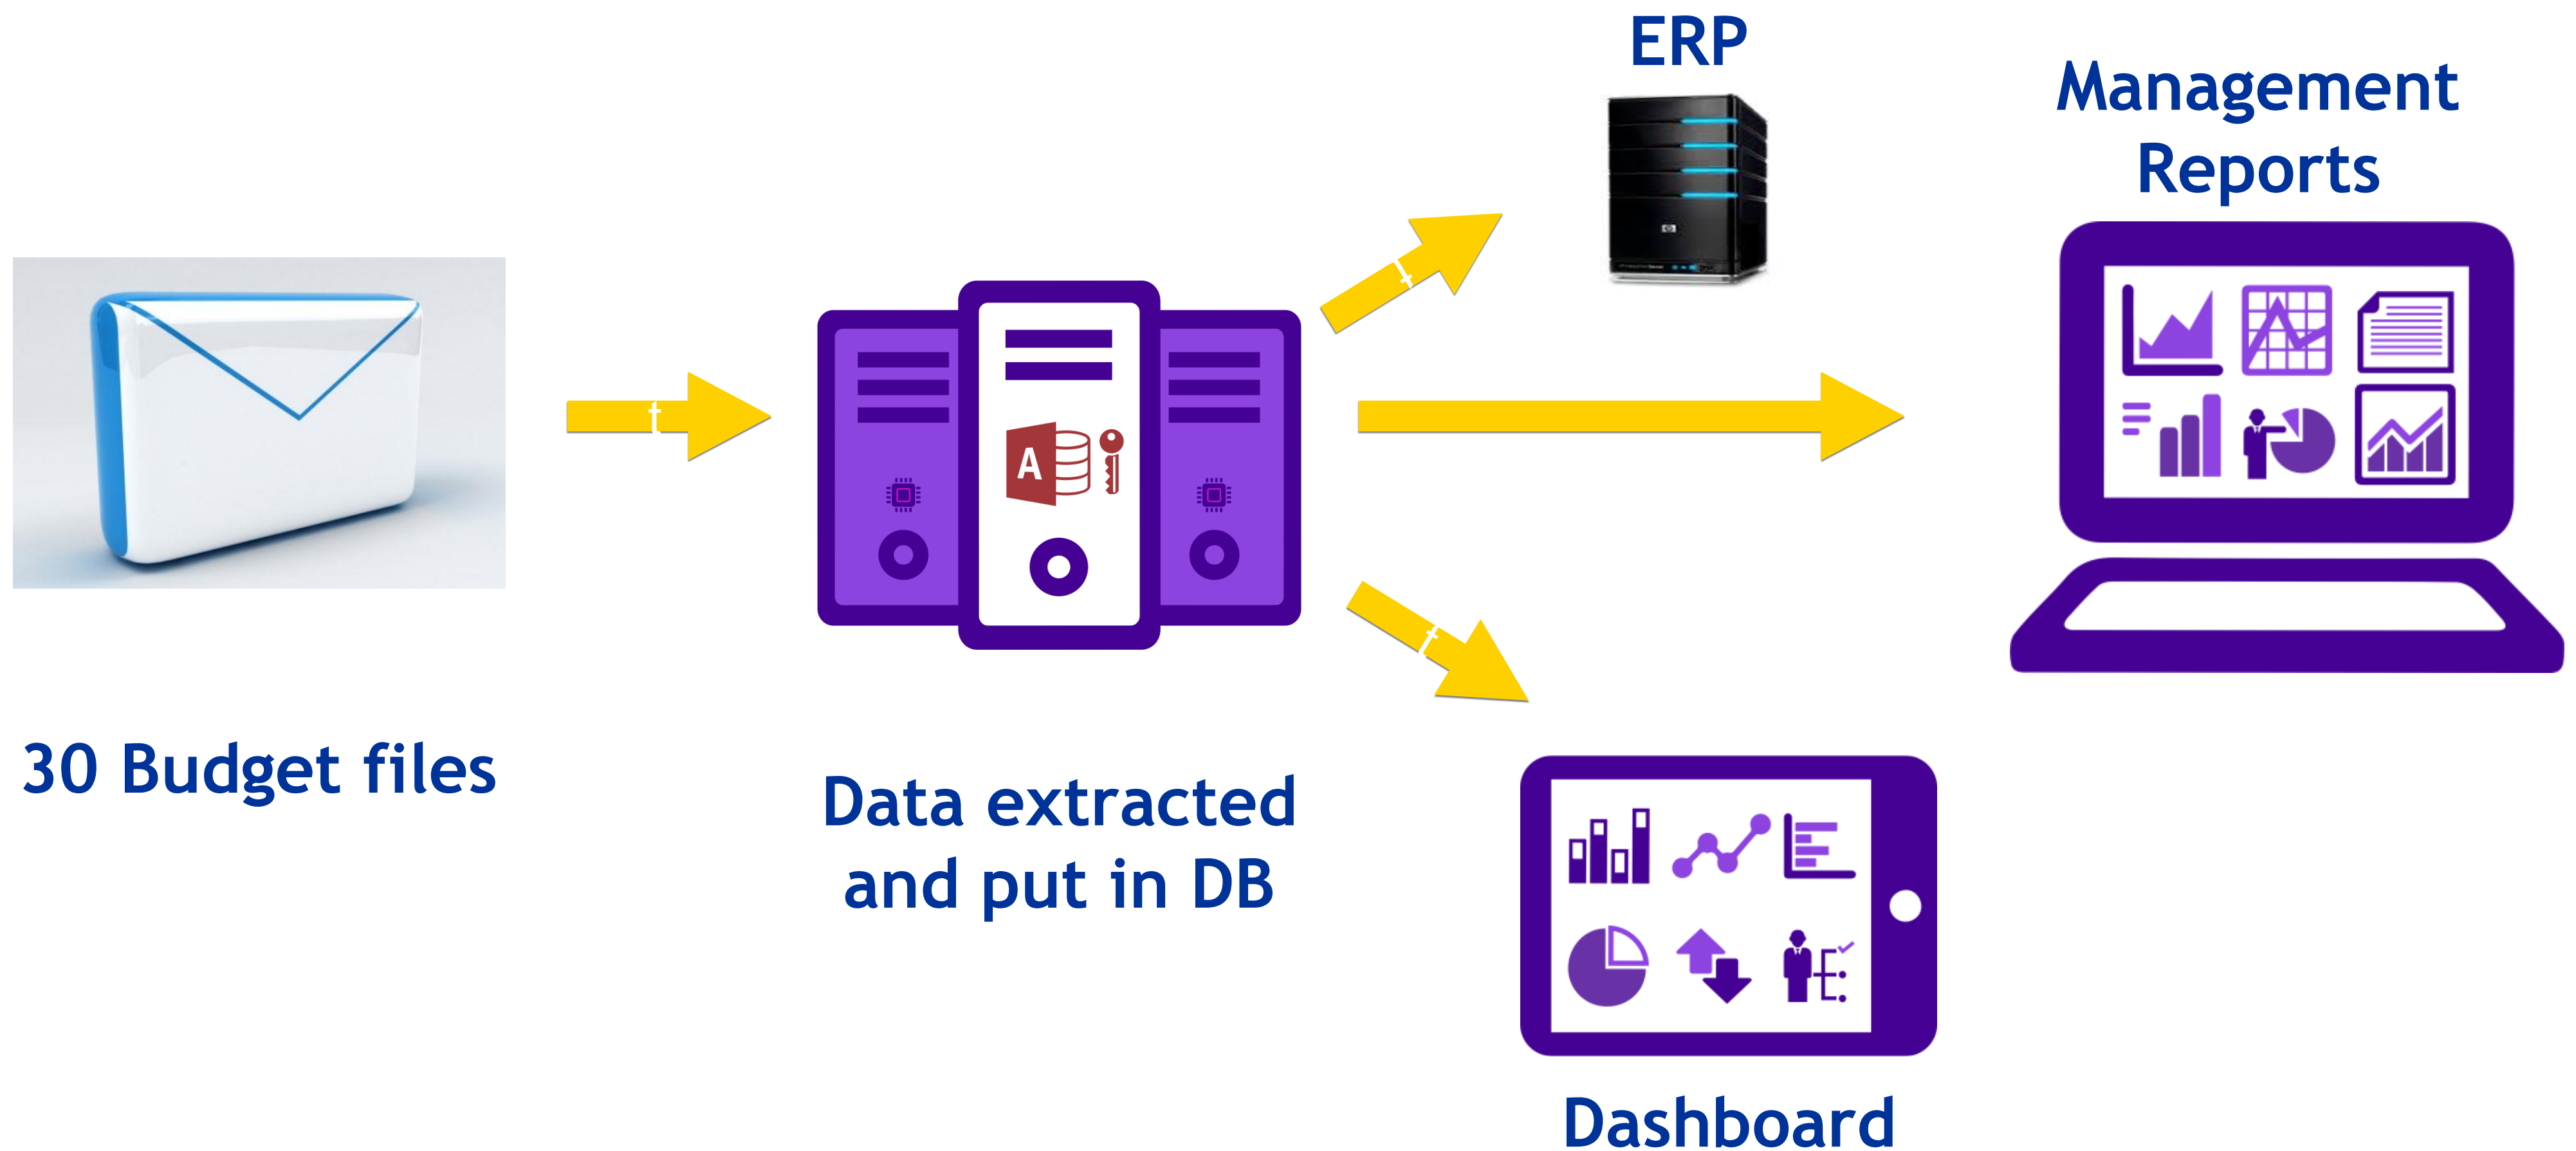 ERP
Management
Reports
t
t
A
t
30 Budget files
Data extracted
and put in DB
Dashboard